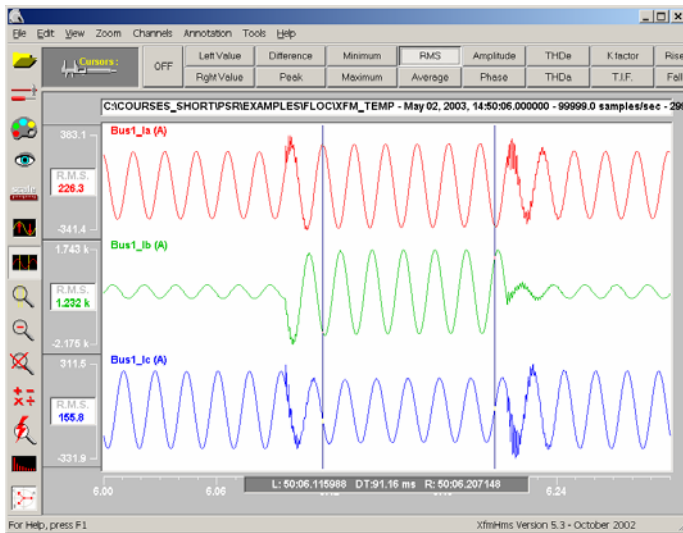 File Edit View Zoom Channels Annotation Tools Help
Cursors:
OFF
Left Value Difference Minimum RMS Amplitude THDe K factor Rise
Rght Value Peak Maximum Average Phase THDa T.I.F. Fall
C:\COURSES_SHORT\PSR\EXAMPLES\FLOC\XFM_TEMP - May 02, 2003, 14:50:06.000000 - 99999.0 samples/sec - 299
383.1
Bus1_Ia (A)
R.M.S.
226.3
-341.4
scale
1.743 k
Bus1_Ib (A)
R.M.S.
1.232 k
-2.175 k
311.5
Bus1_Ic (A)
R.M.S.
155.8
-331.9
L: 50:06.115988 DT:91.16 ms R: 50:06.207148
6.00 6.06 6.24
For Help, press F1
XfmHms Version 5.3 - October 2002